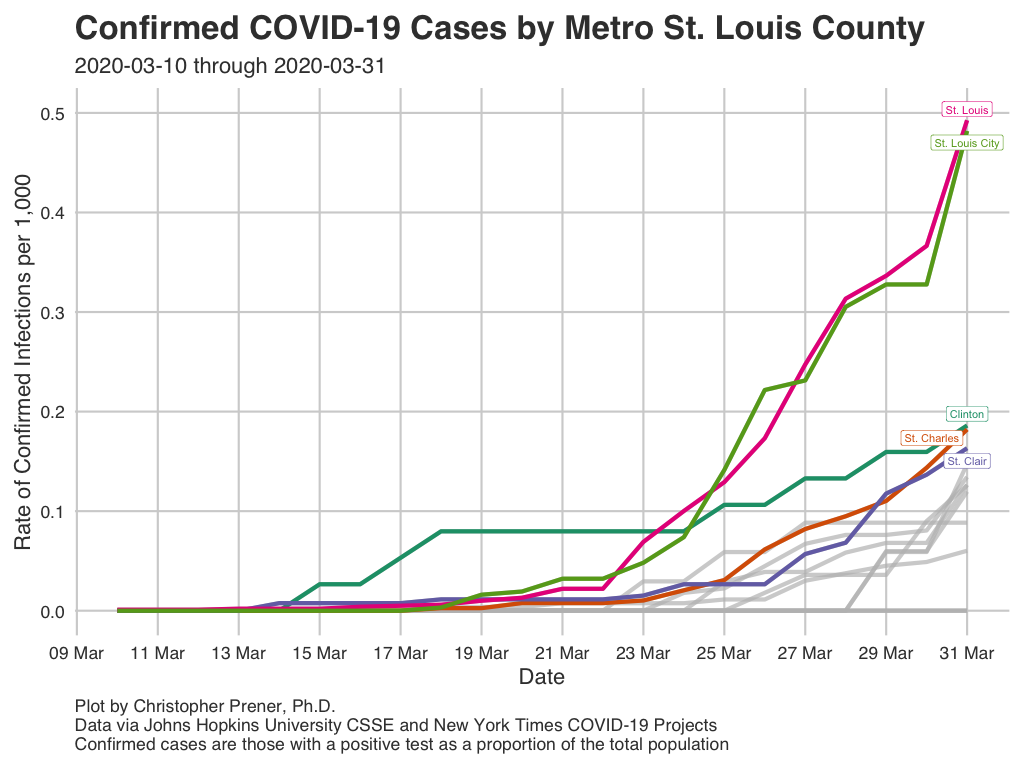 Confirmed COVID-19 Cases by Metro St. Louis County
2020-03-10 through 2020-03-31
Rate of Confirmed Infections per 1,000
0.5
0.4
0.3
0.2
0.1
0.0
St. Louis
St. Louis City
Clinton
St. Charles
St. Clair
09 Mar 11 Mar 13 Mar 15 Mar 17 Mar 19 Mar 21 Mar 23 Mar 25 Mar 27 Mar 29 Mar 31 Mar
Date
Plot by Christopher Prener, Ph.D.
Data via Johns Hopkins University CSSE and New York Times COVID-19 Projects
Confirmed cases are those with a positive test as a proportion of the total population